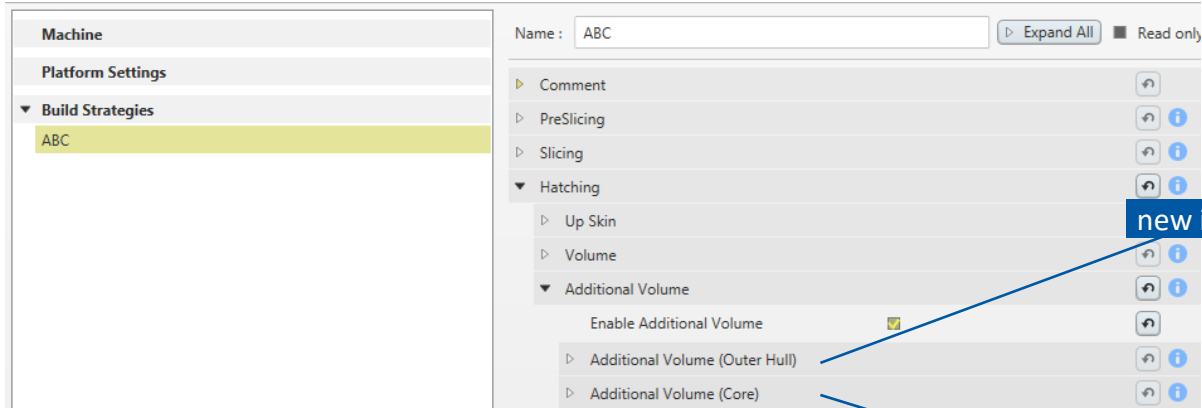 Machine
Platform Settings
Build Strategies
ABC
Name : ABC Expand All Read only
Comment
PreSlicing
Slicing
Hatching
Up Skin
new
Volume
Additional Volume
Enable Additional Volume
Additional Volume (Outer Hull)
Additional Volume (Core)